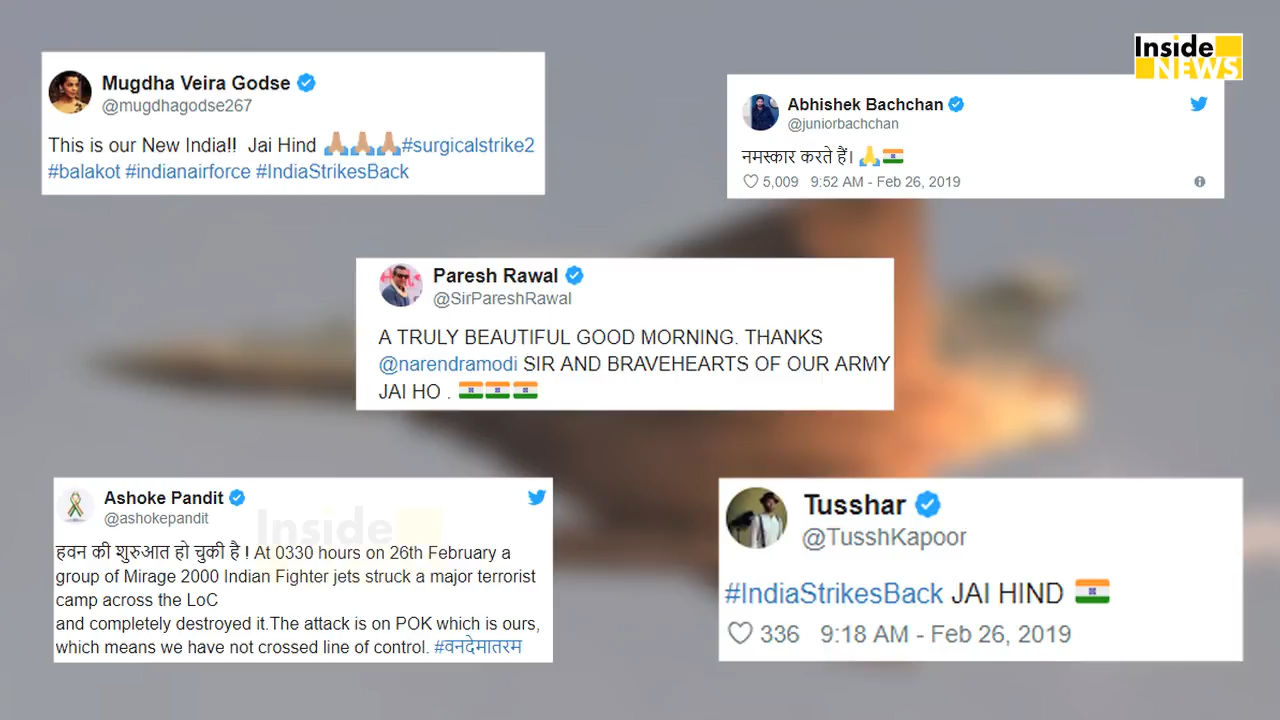 Inside
NEWS
Mugdha Veira Godse
@mugdhagodse267
This is our New India!! Jai Hind 🙏🏼🙏🏼🙏🏼#surgicalstrike2
#balakot #indianairforce #IndiaStrikesBack
Abhishek Bachchan
@juniorbachchan
नमस्कार करते हैं। 🙏🇮🇳
5,009 9:52 AM - Feb 26, 2019
Paresh Rawal
@SirPareshRawal
A TRULY BEAUTIFUL GOOD MORNING. THANKS
@narendramodi SIR AND BRAVEHEARTS OF OUR ARMY
JAI HO . 🇮🇳🇮🇳🇮🇳
Ashoke Pandit
@ashokepandit
Inside
हवन की शुरुआत हो चुकी है ! At 0330 hours on 26th February a
group of Mirage 2000 Indian Fighter jets struck a major terrorist
camp across the LoC
and completely destroyed it.The attack is on POK which is ours,
which means we have not crossed line of control. #वनदेमातरम
Tusshar
@TusshKapoor
#IndiaStrikesBack JAI HIND 🇮🇳
336 9:18 AM - Feb 26, 2019